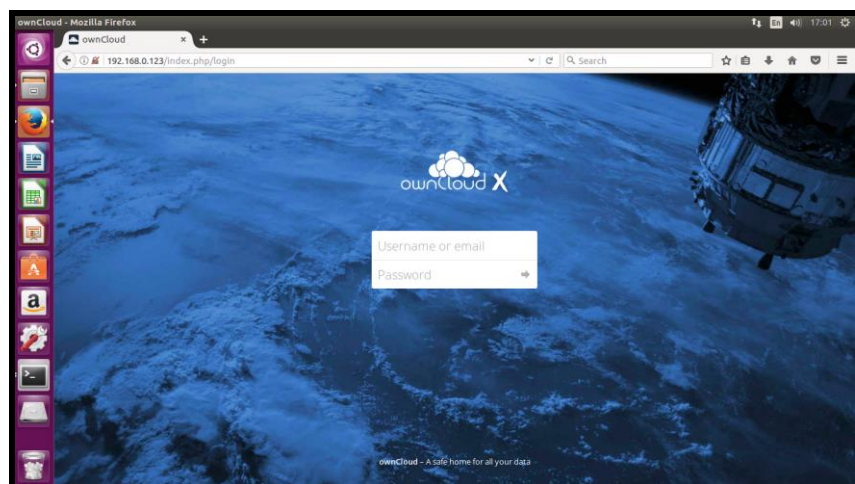 ownCloud - Mozilla Firefox
En
17:01
ownCloud
192.168.0.123/index.php/login
Search
ownCloud X
Username or email
Password
ownCloud – A safe home for all your data